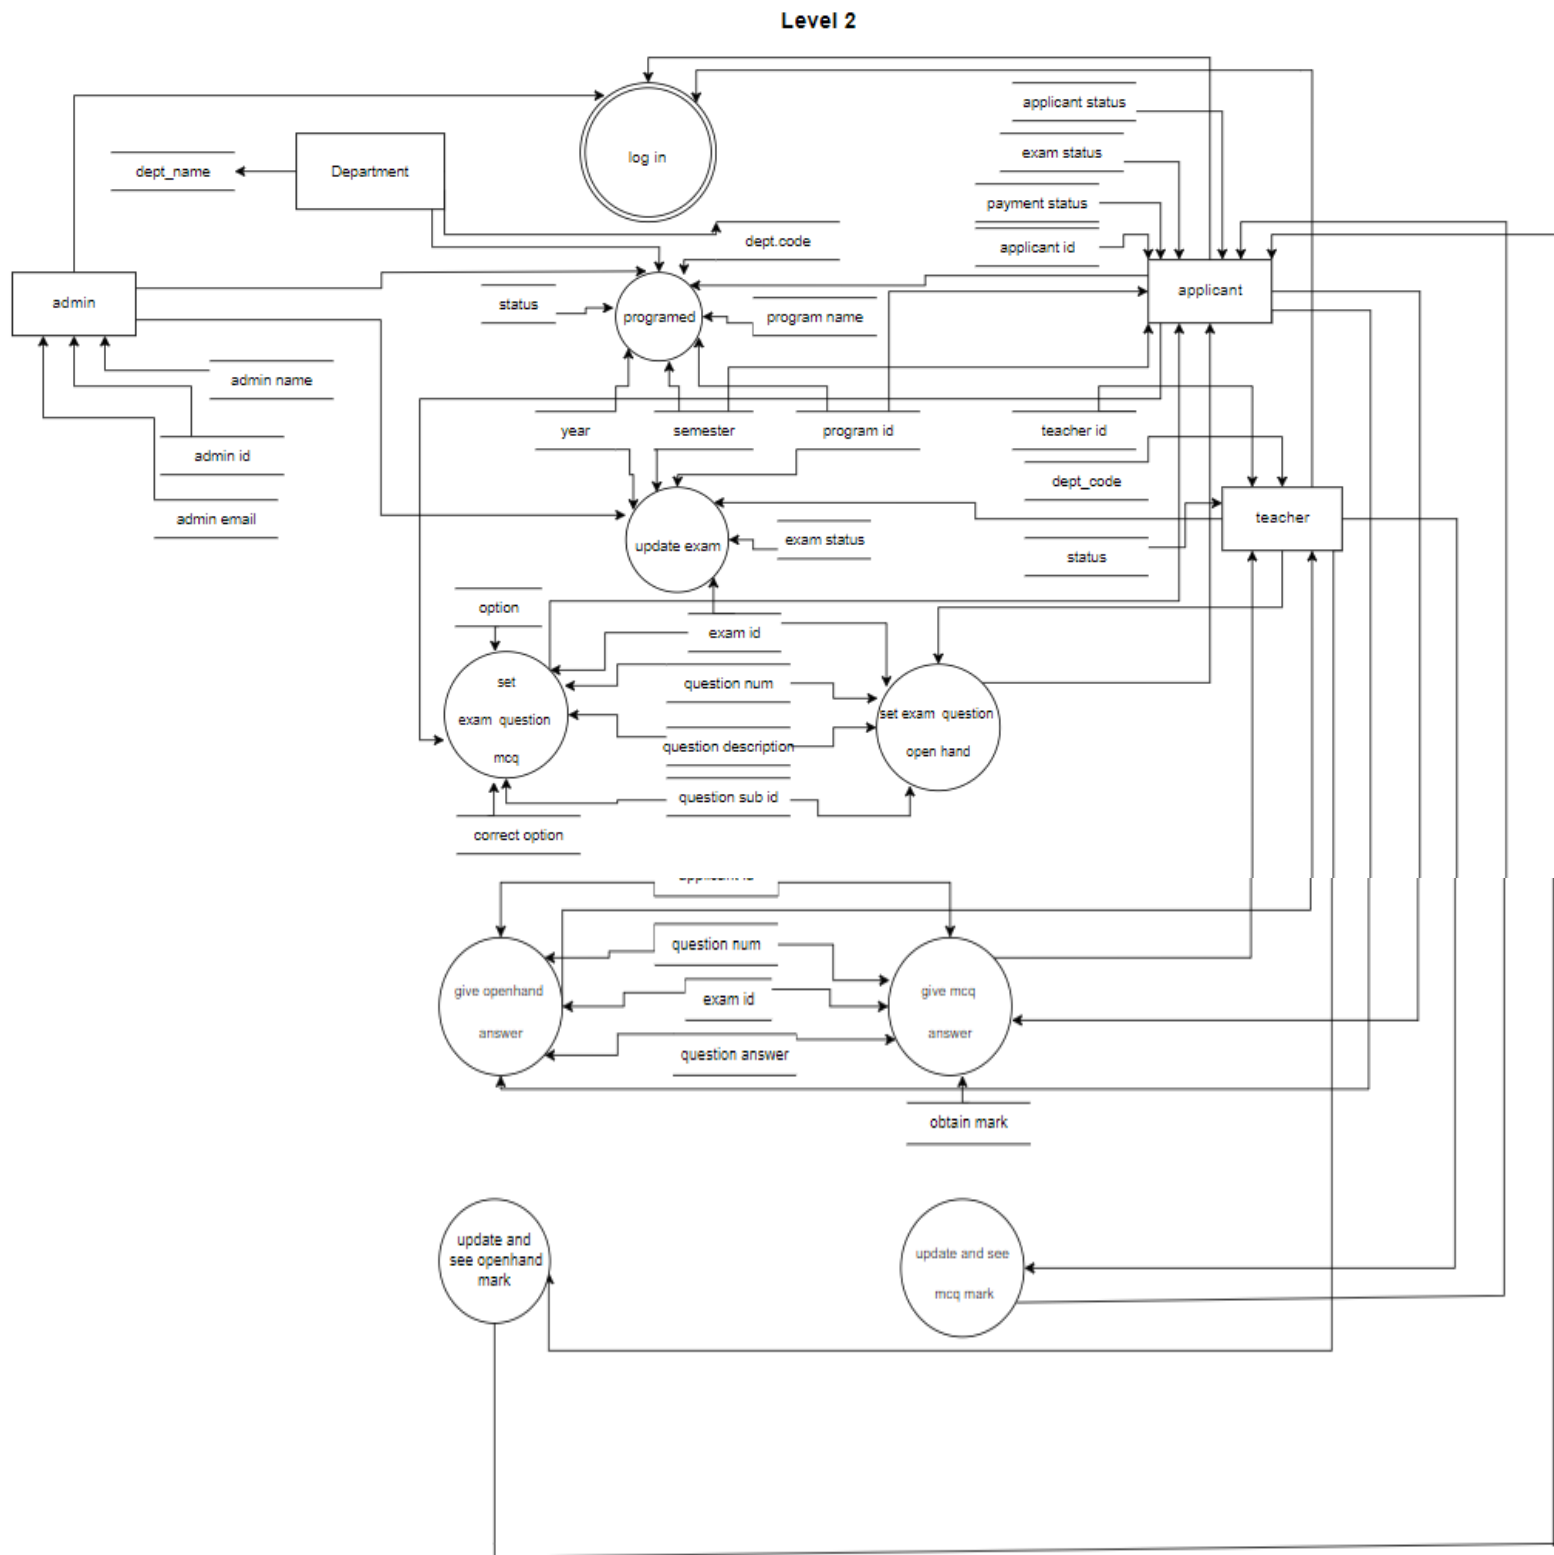 Level 2
applicant status
exam status
log in
dept_name
Department
payment status
dept.code
applicant id
admin
status
programed
program name
applicant
admin name
year
semester
program id
teacher id
admin id
dept_code
admin email
update exam
exam status
teacher
status
option
exam id
set
exam question
mcq
question num
set exam question
open hand
question description
question sub id
correct option
question num
give openhand
answer
exam id
give mcq
answer
question answer
obtain mark
update and
see openhand
mark
update and see
mcq mark